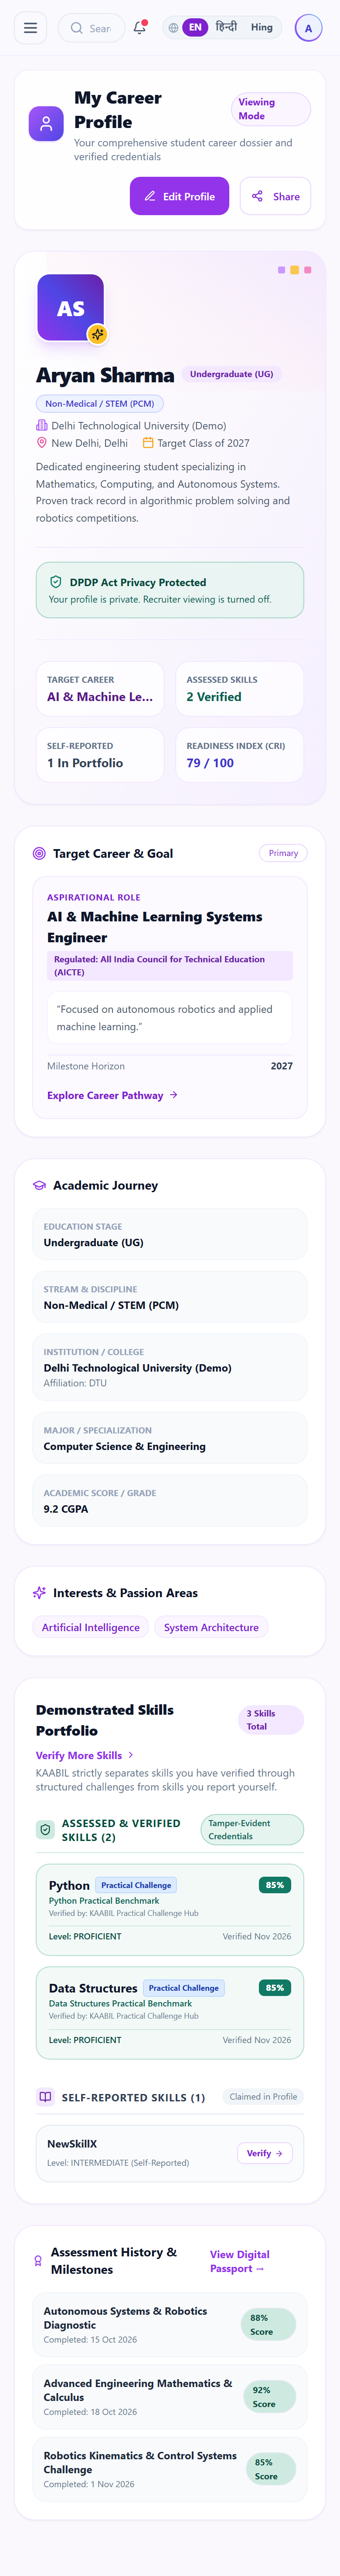 Sear
EN
हिन्दी
Hing
A
My Career
Profile
Viewing
Mode
Your comprehensive student career dossier and
verified credentials
Edit Profile
Share
AS
Aryan Sharma
Undergraduate (UG)
Non-Medical / STEM (PCM)
Delhi Technological University (Demo)
New Delhi, Delhi
Target Class of 2027
Dedicated engineering student specializing in
Mathematics, Computing, and Autonomous Systems.
Proven track record in algorithmic problem solving and
robotics competitions.
DPDP Act Privacy Protected
Your profile is private. Recruiter viewing is turned off.
TARGET CAREER
AI & Machine Le...
ASSESSED SKILLS
2 Verified
SELF-REPORTED
1 In Portfolio
READINESS INDEX (CRI)
79 / 100
Target Career & Goal
Primary
ASPIRATIONAL ROLE
AI & Machine Learning Systems
Engineer
Regulated: All India Council for Technical Education
(AICTE)
"Focused on autonomous robotics and applied
machine learning."
Milestone Horizon
2027
Explore Career Pathway →
Academic Journey
EDUCATION STAGE
Undergraduate (UG)
STREAM & DISCIPLINE
Non-Medical / STEM (PCM)
INSTITUTION / COLLEGE
Delhi Technological University (Demo)
Affiliation: DTU
MAJOR / SPECIALIZATION
Computer Science & Engineering
ACADEMIC SCORE / GRADE
9.2 CGPA
Interests & Passion Areas
Artificial Intelligence
System Architecture
Demonstrated Skills
Portfolio
3 Skills
Total
Verify More Skills >
KAABIL strictly separates skills you have verified through
structured challenges from skills you report yourself.
ASSESSED & VERIFIED
SKILLS (2)
Tamper-Evident
Credentials
Python
Practical Challenge
85%
Python Practical Benchmark
Verified by: KAABIL Practical Challenge Hub
Level: PROFICIENT
Verified Nov 2026
Data Structures
Practical Challenge
85%
Data Structures Practical Benchmark
Verified by: KAABIL Practical Challenge Hub
Level: PROFICIENT
Verified Nov 2026
SELF-REPORTED SKILLS (1)
Claimed in Profile
NewSkillX
Level: INTERMEDIATE (Self-Reported)
Verify →
Assessment History &
Milestones
View Digital
Passport →
Autonomous Systems & Robotics
Diagnostic
Completed: 15 Oct 2026
88%
Score
Advanced Engineering Mathematics &
Calculus
Completed: 18 Oct 2026
92%
Score
Robotics Kinematics & Control Systems
Challenge
Completed: 1 Nov 2026
85%
Score